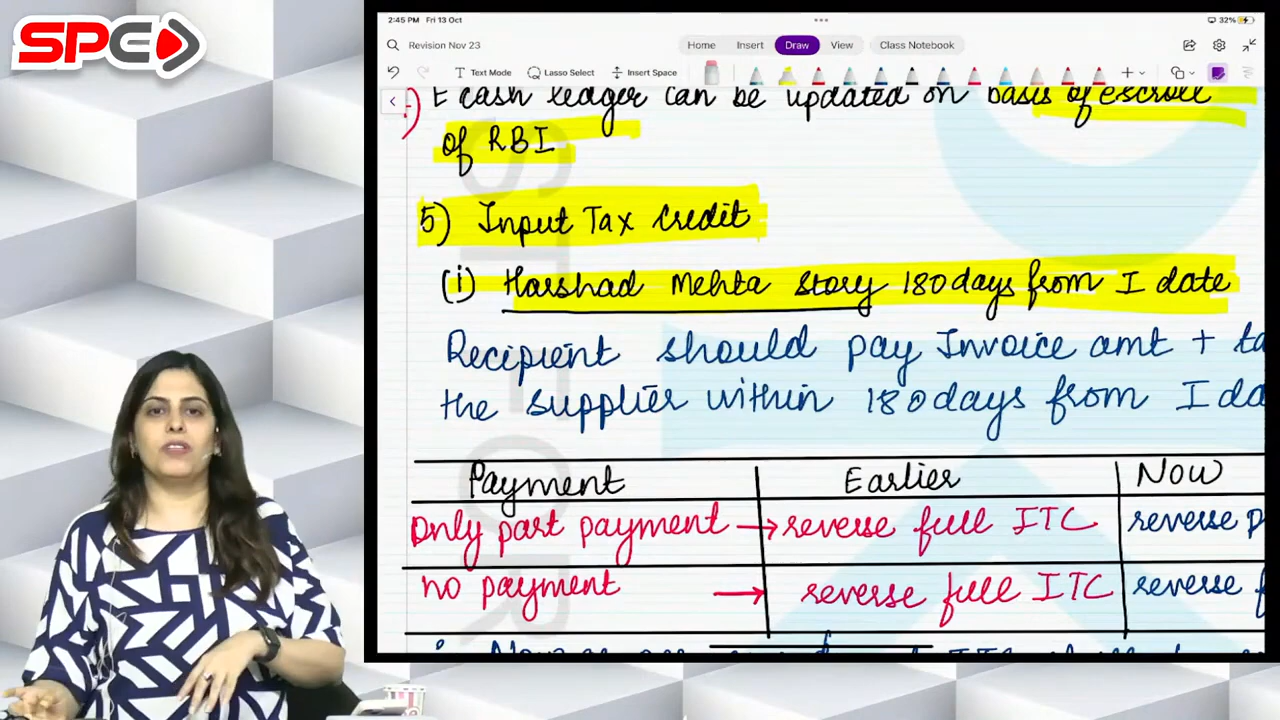 SPE
2:45 PM Fri 13 Oct
32%
Revision Nov 23
Home Insert Draw View Class Notebook
Text Mode Lasso Select Insert Space
E cash ledger can be updated on basis of escroll
of RBI
5) Input Tax Credit
(i) Harshad Mehta story 180 days from I date
Recipient should pay Invoice amt + ta
the supplier within 180 days from I da
Payment Earlier Now
Only part payment → reverse full ITC reverse p
no payment → reverse full ITC reverse f